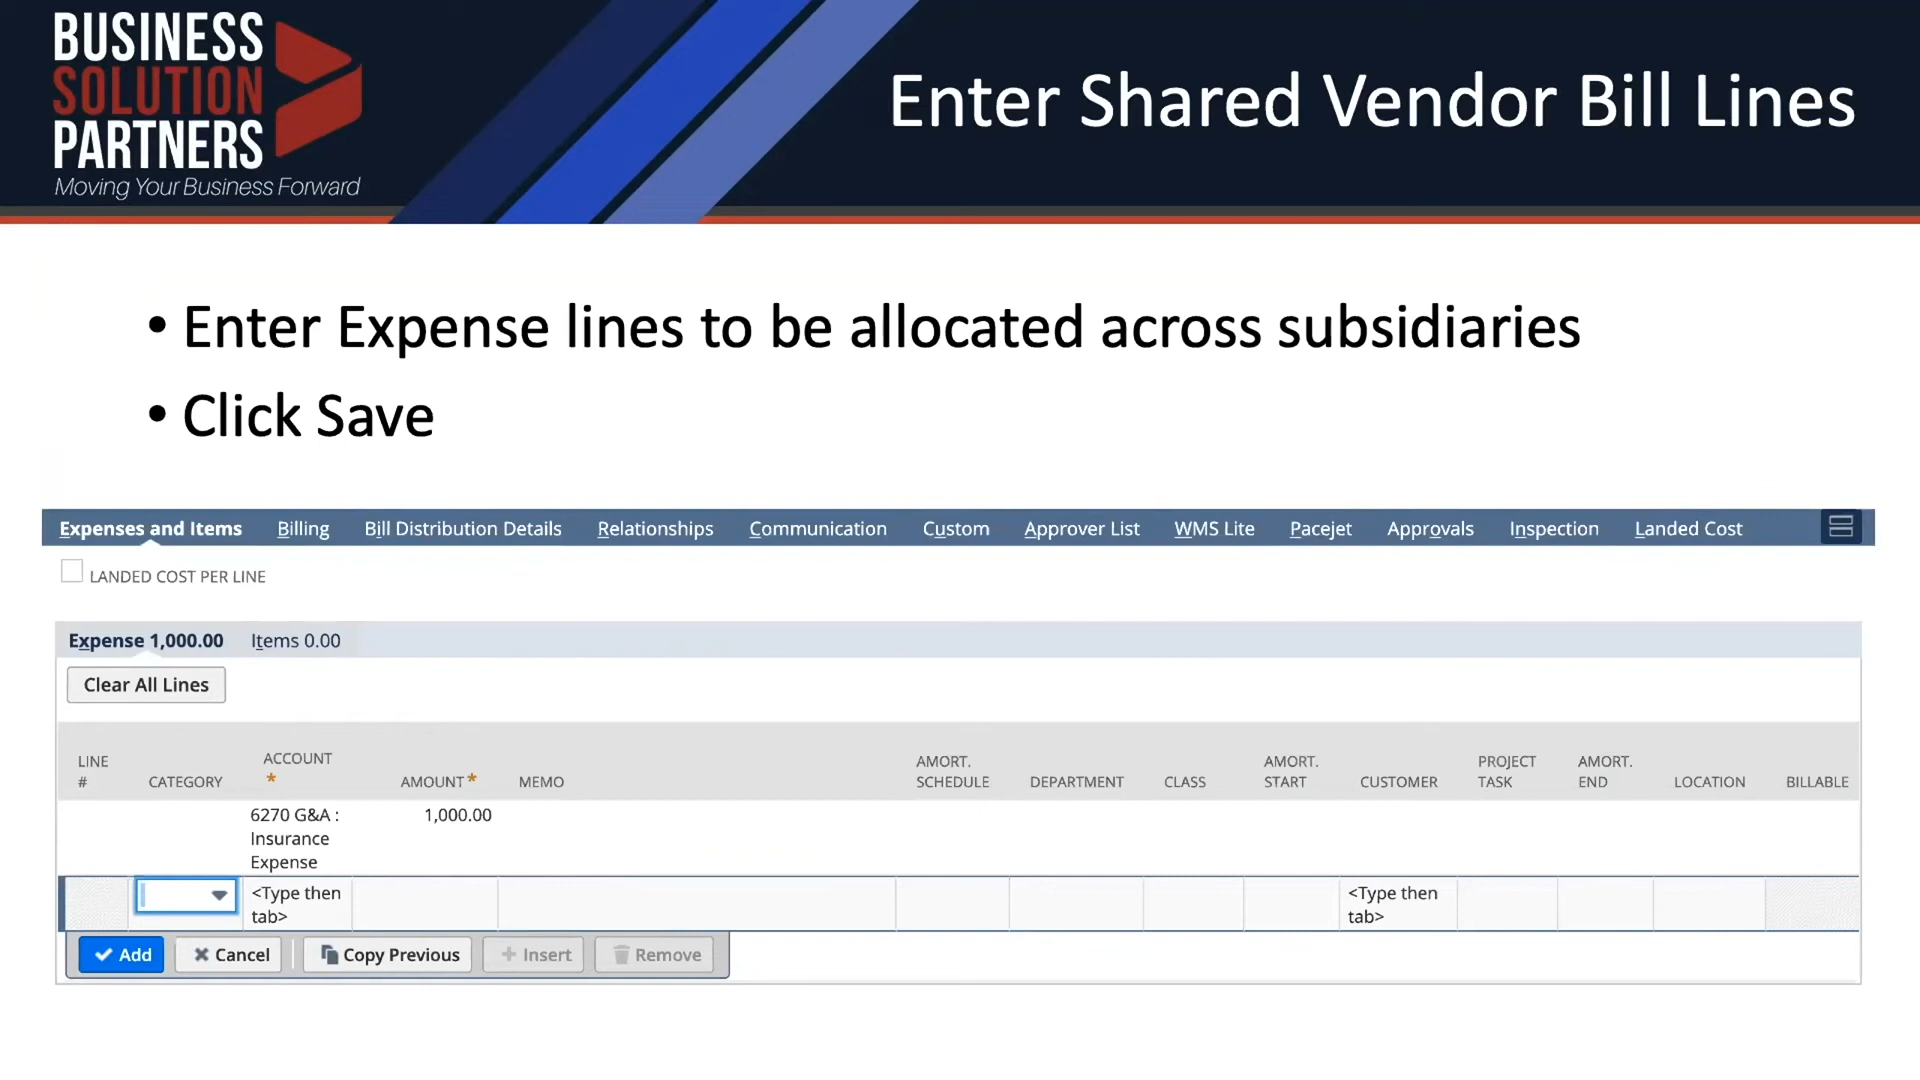 BUSINESS
SOLUTION
PARTNERS
Moving Your Business Forward
Enter Shared Vendor Bill Lines
• Enter Expense lines to be allocated across subsidiaries
• Click Save
Expenses and Items Billing Bill Distribution Details Relationships Communication Custom Approver List WMS Lite Pacejet Approvals Inspection Landed Cost
LANDED COST PER LINE
Expense 1,000.00 Items 0.00
Clear All Lines
LINE # CATEGORY ACCOUNT * AMOUNT * MEMO AMORT. SCHEDULE DEPARTMENT CLASS AMORT. START CUSTOMER PROJECT TASK AMORT. END LOCATION BILLABLE
6270 G&A : 1,000.00
Insurance
Expense
<Type then <Type then
tab> tab>
Add Cancel Copy Previous Insert Remove